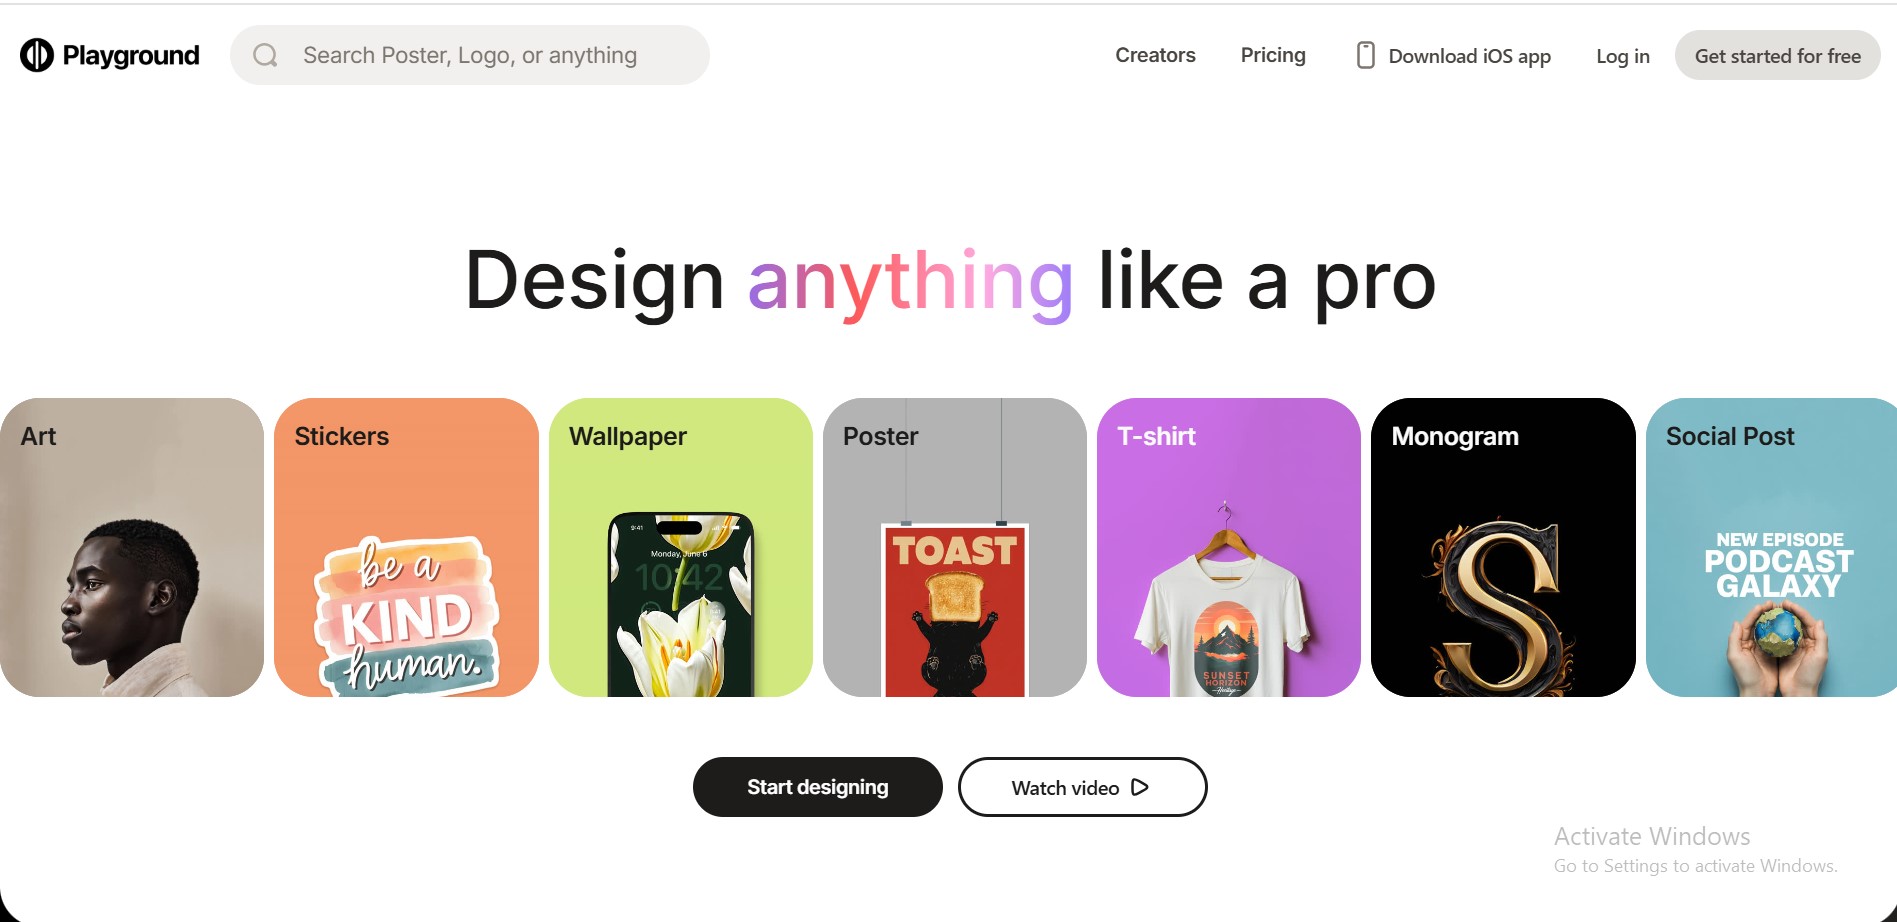 Playground
Search Poster, Logo, or anything
Creators
Pricing
Download iOS app
Log in
Get started for free
Design anything like a pro
Art
Stickers
be a
KIND
human.
Wallpaper
9:41
Monday, June 6
10:42
Poster
TOAST
T-shirt
SUNSET
HORIZON
Heritage
Monogram
S
Social Post
NEW EPISODE
PODCAST
GALAXY
Start designing
Watch video
Activate Windows
Go to Settings to activate Windows.